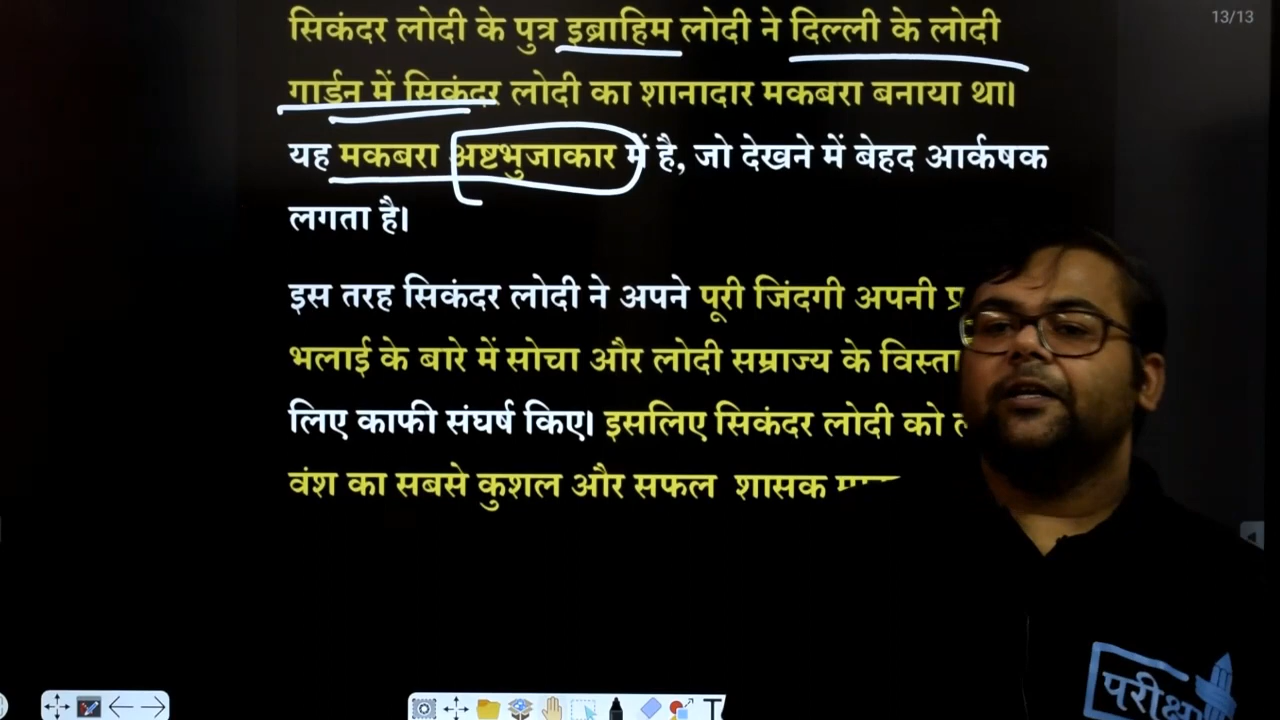 13/13
सिकंदर लोदी के पुत्र इब्राहिम लोदी ने दिल्ली के लोदी
गार्डन में सिकंदर लोदी का शानादार मकबरा बनाया था।
यह मकबरा अष्टभुजाकार में है, जो देखने में बेहद आर्कषक
लगता है।
इस तरह सिकंदर लोदी ने अपने पूरी जिंदगी अपनी
भलाई के बारे में सोचा और लोदी सम्राज्य के
लिए काफी संघर्ष किए। इसलिए सिकंदर लोदी को
वंश का सबसे कुशल और सफल शासक
T